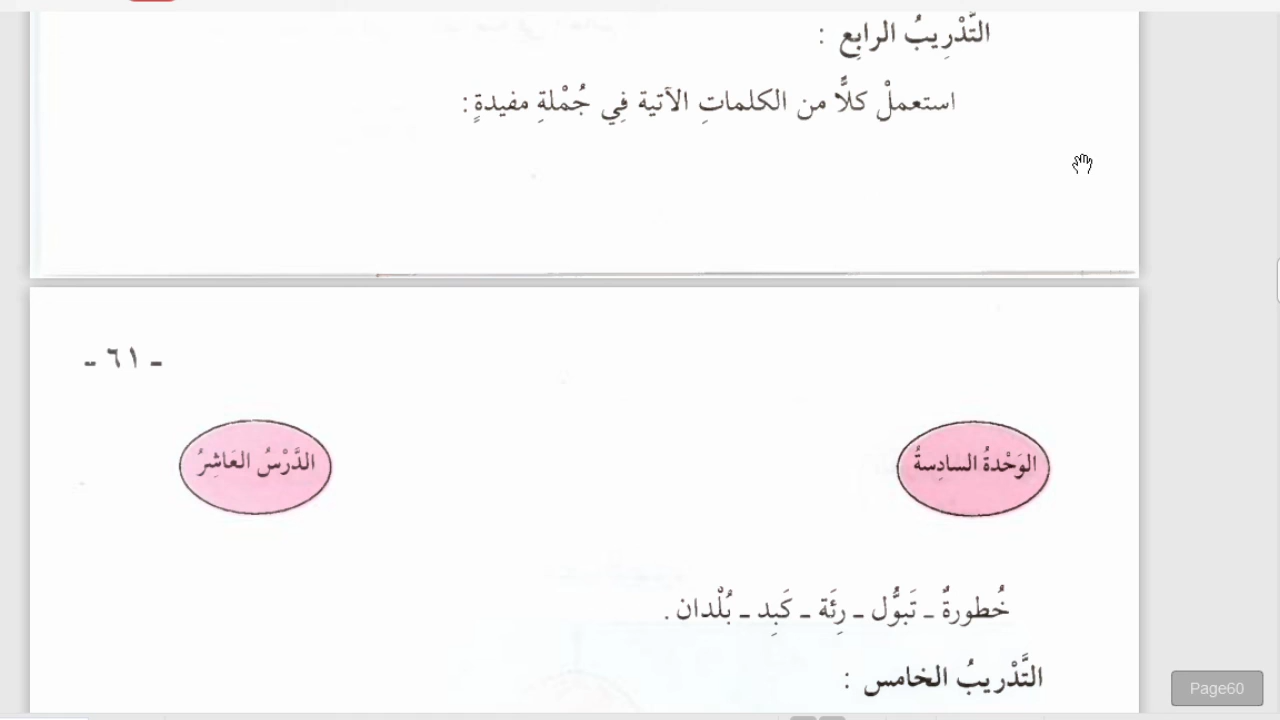 التَّدْرِيبُ الرابِع :
استعملْ كلاًّ من الكلماتِ الآتية فِي جُمْلةِ مفيدةٍ :
- ٦١ -
الوَحْدةُ السادِسةُ
الدَّرْسُ العَاشِرُ
خُطورةٌ - تَبوُّل - رِئَة - كَبِد - بُلْدان .
التَّدْرِيبُ الخامس :
Page60